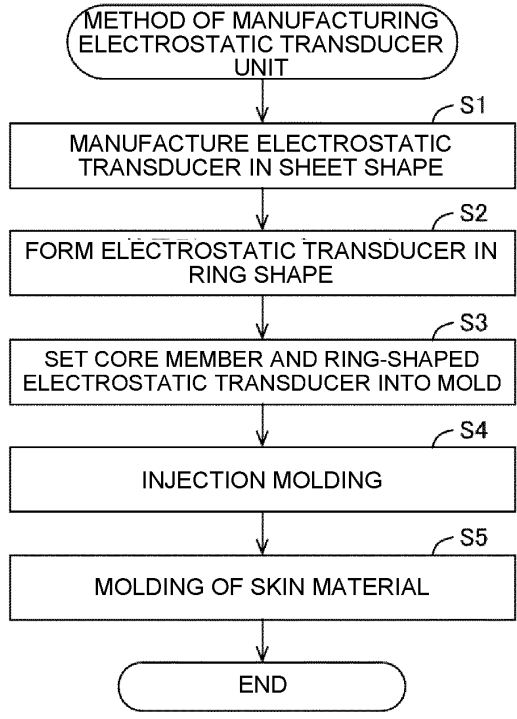 METHOD OF MANUFACTURING
ELECTROSTATIC TRANSDUCER
UNIT
S1
MANUFACTURE ELECTROSTATIC
TRANSDUCER IN SHEET SHAPE
S2
FORM ELECTROSTATIC TRANSDUCER IN
RING SHAPE
S3
SET CORE MEMBER AND RING-SHAPED
ELECTROSTATIC TRANSDUCER INTO MOLD
S4
INJECTION MOLDING
S5
MOLDING OF SKIN MATERIAL
END